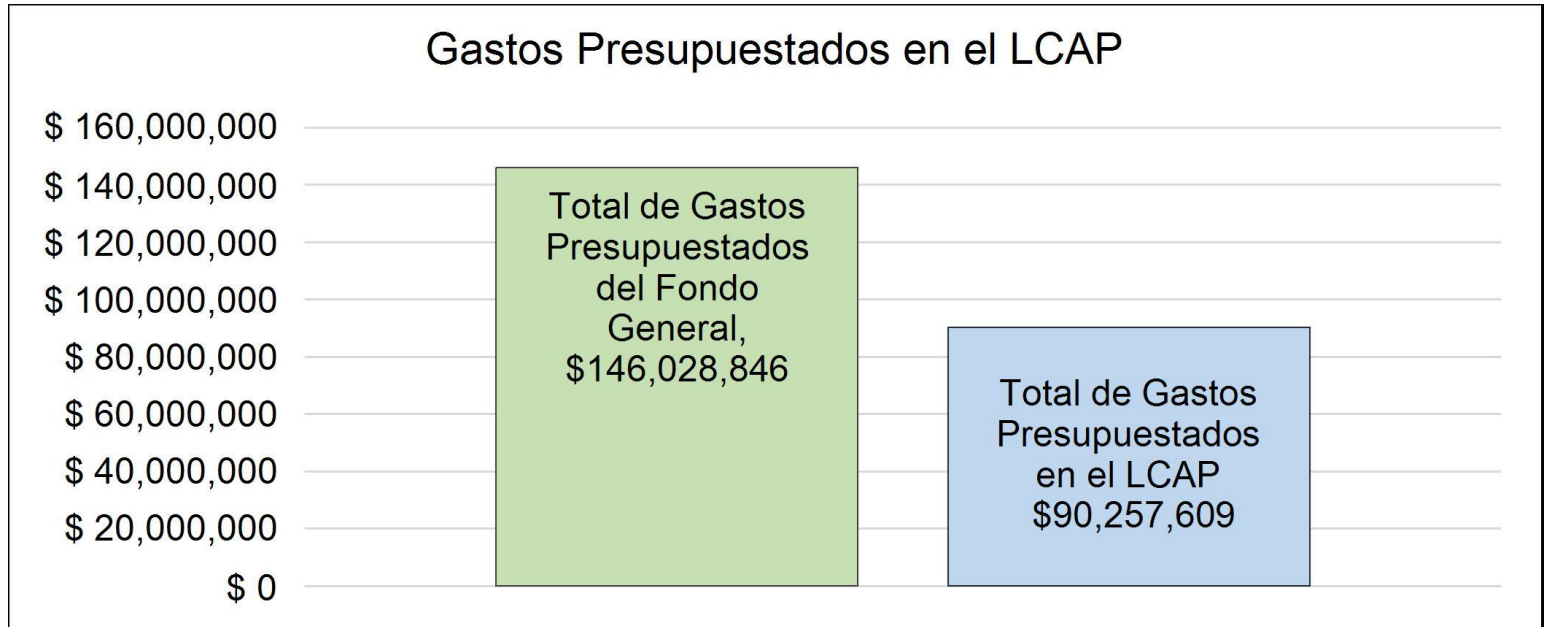 Gastos Presupuestados en el LCAP
$ 160,000,000
$ 140,000,000
$ 120,000,000
$ 100,000,000
$ 80,000,000
$ 60,000,000
$ 40,000,000
$ 20,000,000
$ 0
Total de Gastos
Presupuestados
del Fondo
General,
$146,028,846
Total de Gastos
Presupuestados
en el LCAP
$90,257,609